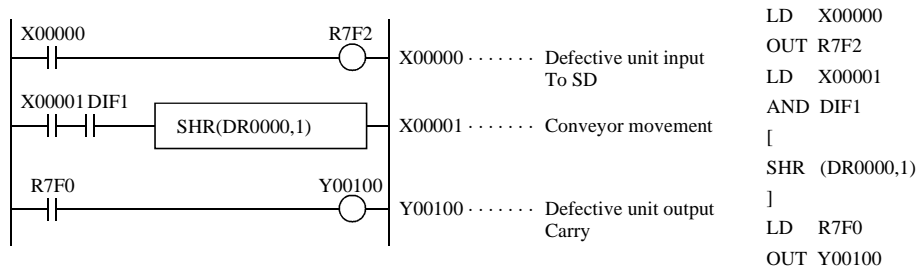 X00000 R7F2
X00000 ······· Defective unit input
To SD
X00001 DIF1
SHR(DR0000,1)
X00001 ······· Conveyor movement
R7F0 Y00100
Y00100 ······· Defective unit output
Carry
LD X00000
OUT R7F2
LD X00001
AND DIF1
[
SHR (DR0000,1)
]
LD R7F0
OUT Y00100